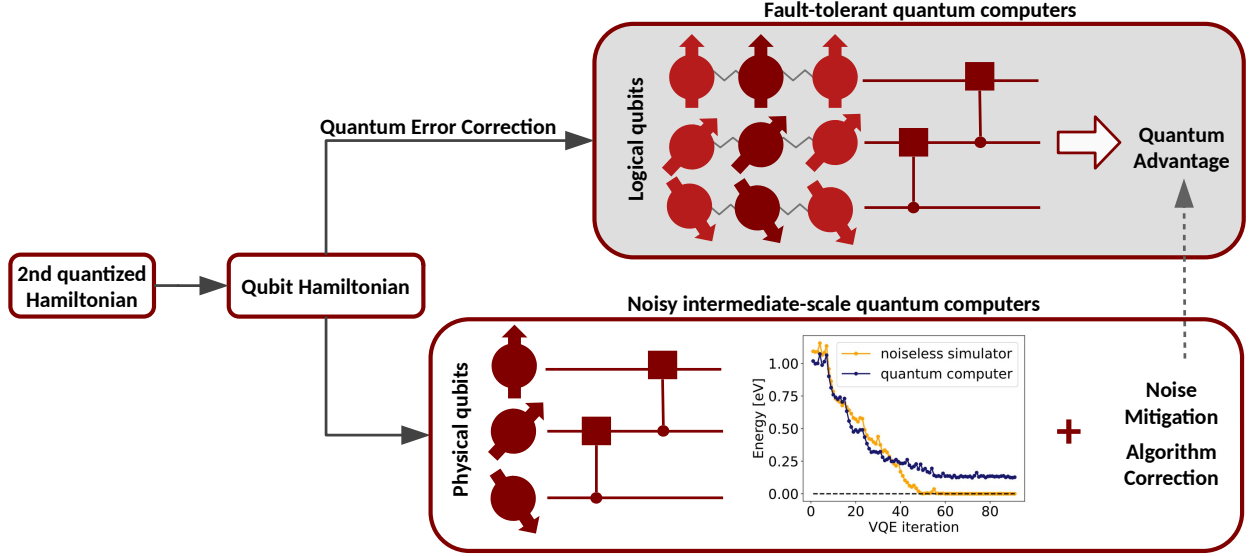 Fault-tolerant quantum computers
Quantum Error Correction
Logical qubits
Quantum
Advantage
2nd quantized
Hamiltonian
Qubit Hamiltonian
Noisy intermediate-scale quantum computers
Physical qubits
Energy [eV]
1.00
0.75
0.50
0.25
0.00
noiseless simulator
quantum computer
0 20 40 60 80
VQE iteration
+
Noise
Mitigation
Algorithm
Correction